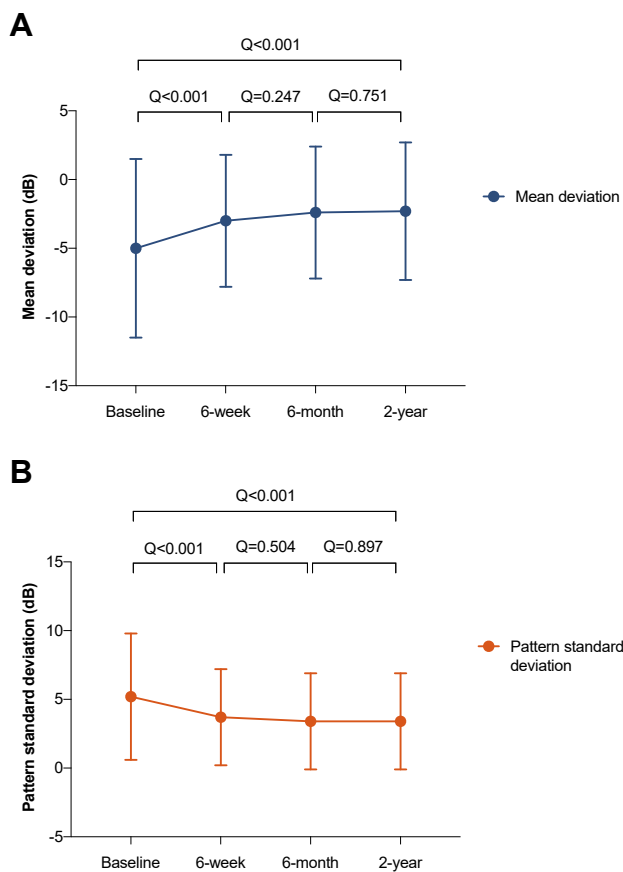 A
Q<0.001
Q<0.001 Q=0.247 Q=0.751
5
0
-5
-10
-15
Mean deviation (dB)
Mean deviation
Baseline 6-week 6-month 2-year
B
Q<0.001
Q<0.001 Q=0.504 Q=0.897
15
10
5
0
-5
Pattern standard deviation (dB)
Pattern standard
deviation
Baseline 6-week 6-month 2-year